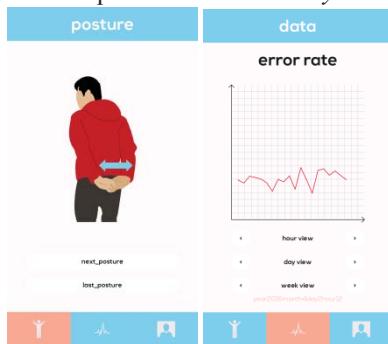 posture
next_posture
last_posture
data
error rate
hour view
day view
week view